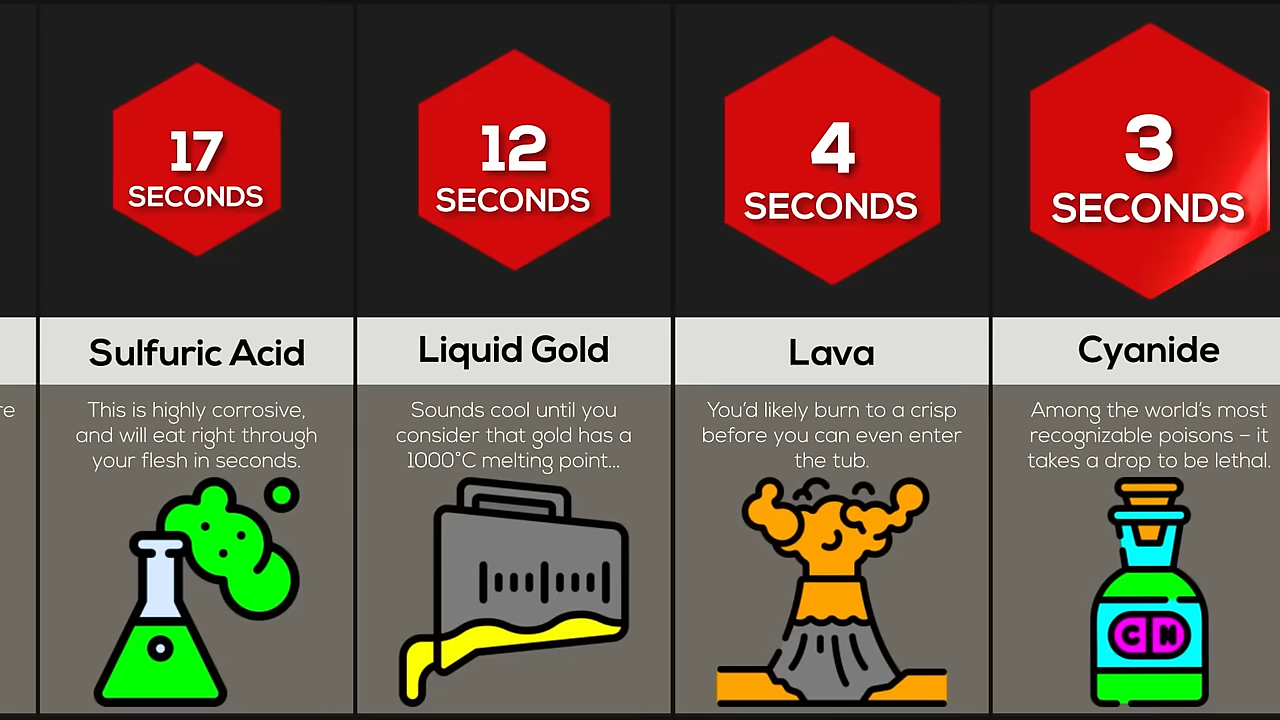 17
SECONDS
Sulfuric Acid
This is highly corrosive,
and will eat right through
your flesh in seconds.
12
SECONDS
Liquid Gold
Sounds cool until you
consider that gold has a
1000°C melting point...
4
SECONDS
Lava
You’d likely burn to a crisp
before you can even enter
the tub.
3
SECONDS
Cyanide
Among the world’s most
recognizable poisons – it
takes a drop to be lethal.
C N